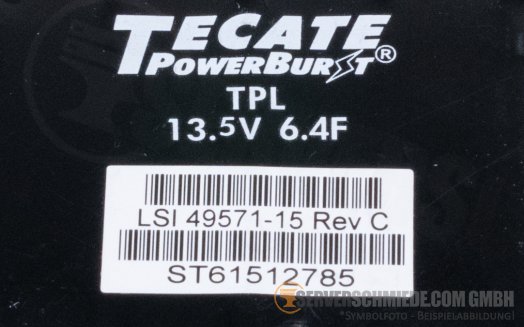 TECATE
POWERBURST®
TPL
13.5V 6.4F
LSI 49571-15 Rev C
ST61512785
SERVERSCHMIEDE.COM GMBH
*SYMBOLFOTO - BEISPIELABBILDUNG